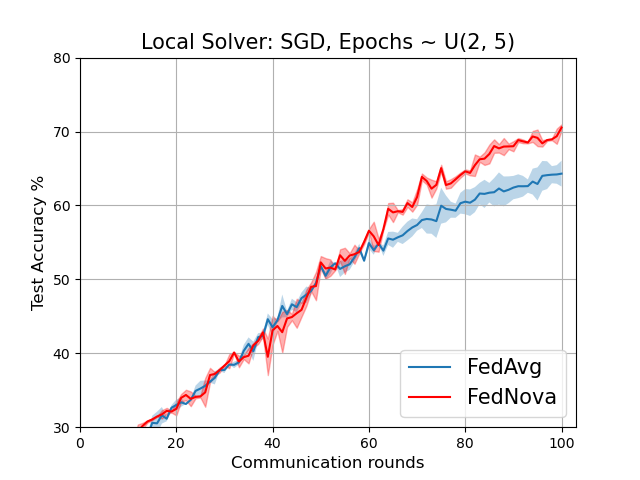 Local Solver: SGD, Epochs ~ U(2, 5)
Test Accuracy %
80
70
60
50
40
30
0
20
40
60
80
100
Communication rounds
FedAvg
FedNova